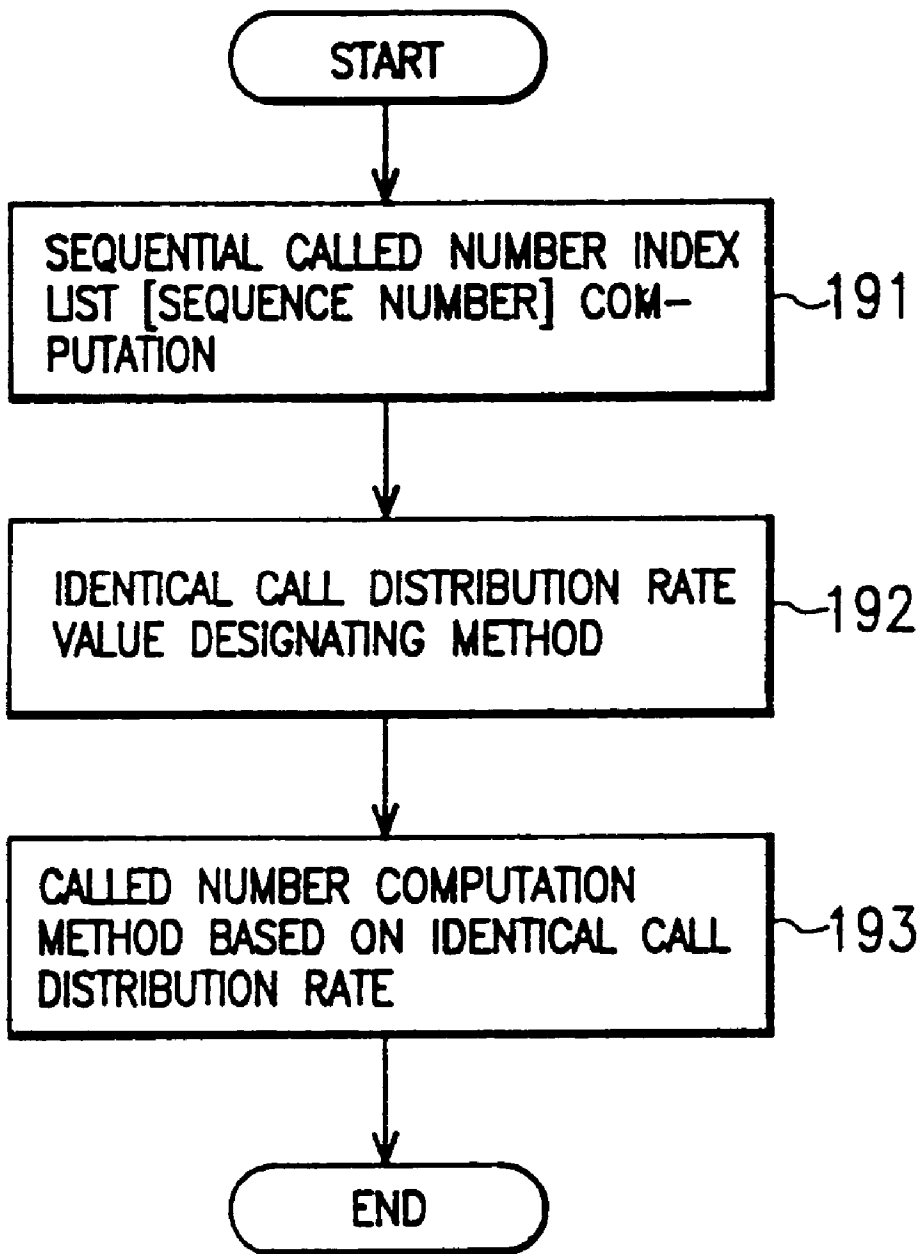 START
SEQUENTIAL CALLED NUMBER INDEX
LIST [SEQUENCE NUMBER] COM-
PUTATION
191
IDENTICAL CALL DISTRIBUTION RATE
VALUE DESIGNATING METHOD
192
CALLED NUMBER COMPUTATION
METHOD BASED ON IDENTICAL CALL
DISTRIBUTION RATE
193
END